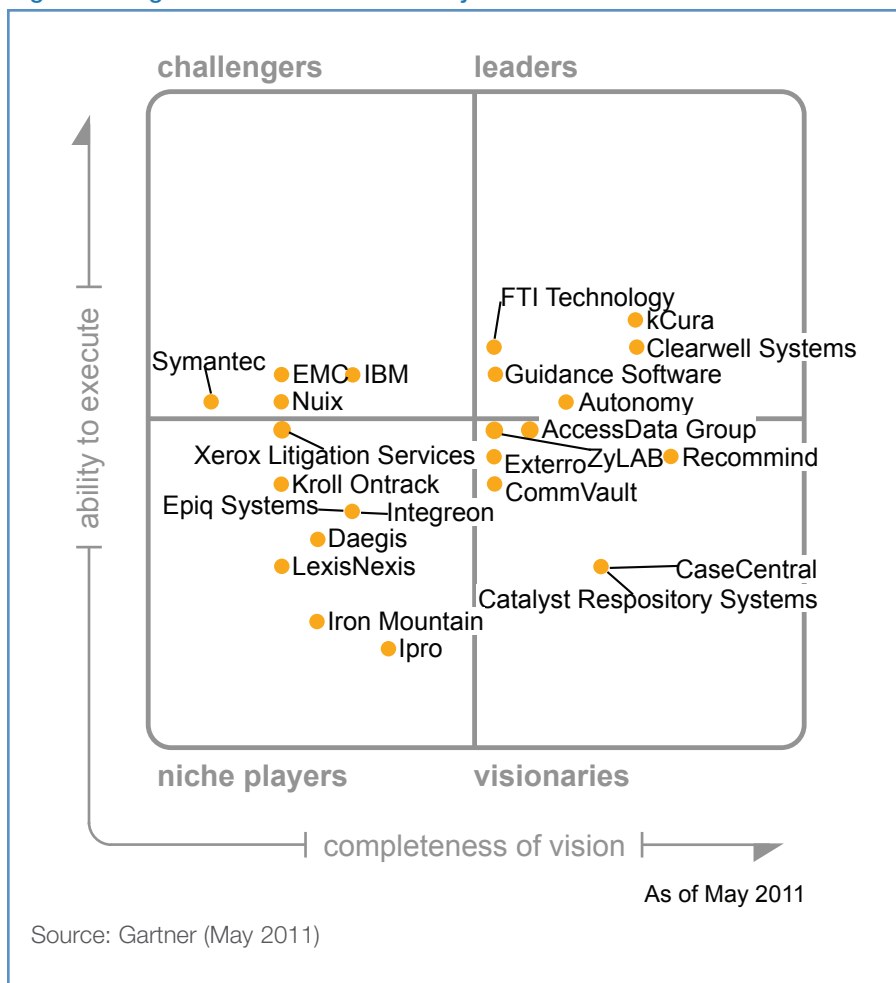 challengers
leaders
FTI Technology
kCura
Symantec
Clearwell Systems
EMC
IBM
Guidance Software
Nuix
Autonomy
AccessData Group
Xerox Litigation Services
Exterro
ZyLAB
Recommind
Kroll Ontrack
CommVault
Epiq Systems
Integreon
Daegis
LexisNexis
CaseCentral
Catalyst Respository Systems
Iron Mountain
Ipro
niche players
visionaries
ability to execute
completeness of vision
As of May 2011
Source: Gartner (May 2011)